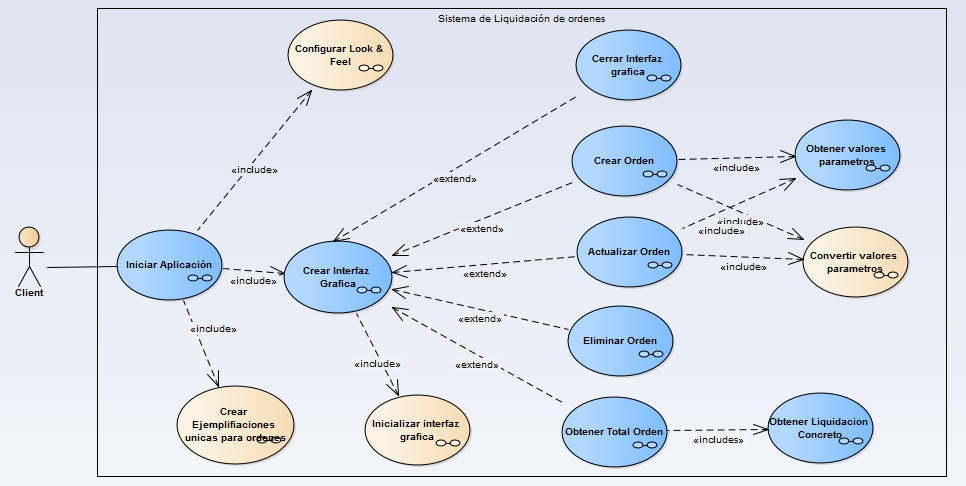 Sistema de Liquidación de ordenes
Configurar Look &
Feel
Cerrar Interfaz
grafica
Crear Orden
Obtener valores
parametros
«include»
«include»
«extend»
«include»
«include»
«extend»
Client
Iniciar Aplicación
«include»
Crear Interfaz
Grafica
«extend»
Actualizar Orden
«include»
Convertir valores
parametros
«include»
«extend»
Eliminar Orden
«include»
«extend»
Crear
Ejemplifiaciones
unicas para ordenes
Inicializar interfaz
grafica
Obtener Total Orden
«includes»
Obtener Liquidacion
Concreto